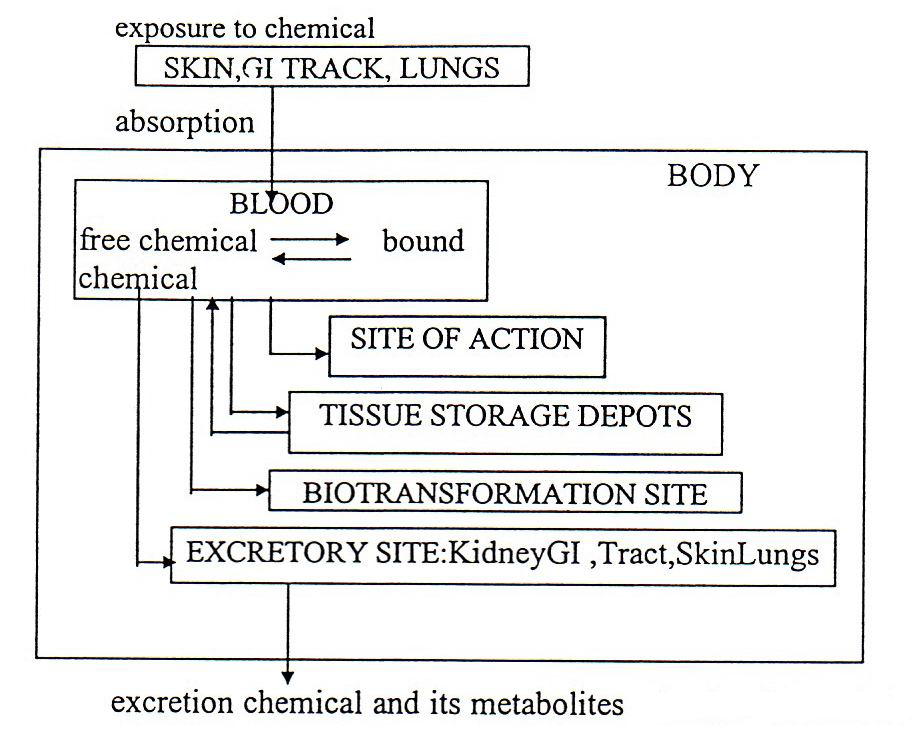 exposure to chemical
SKIN,GI TRACK, LUNGS
absorption
BODY
BLOOD
free chemical bound
chemical
SITE OF ACTION
TISSUE STORAGE DEPOTS
BIOTRANSFORMATION SITE
EXCRETORY SITE:KidneyGI ,Tract,SkinLungs
excretion chemical and its metabolites